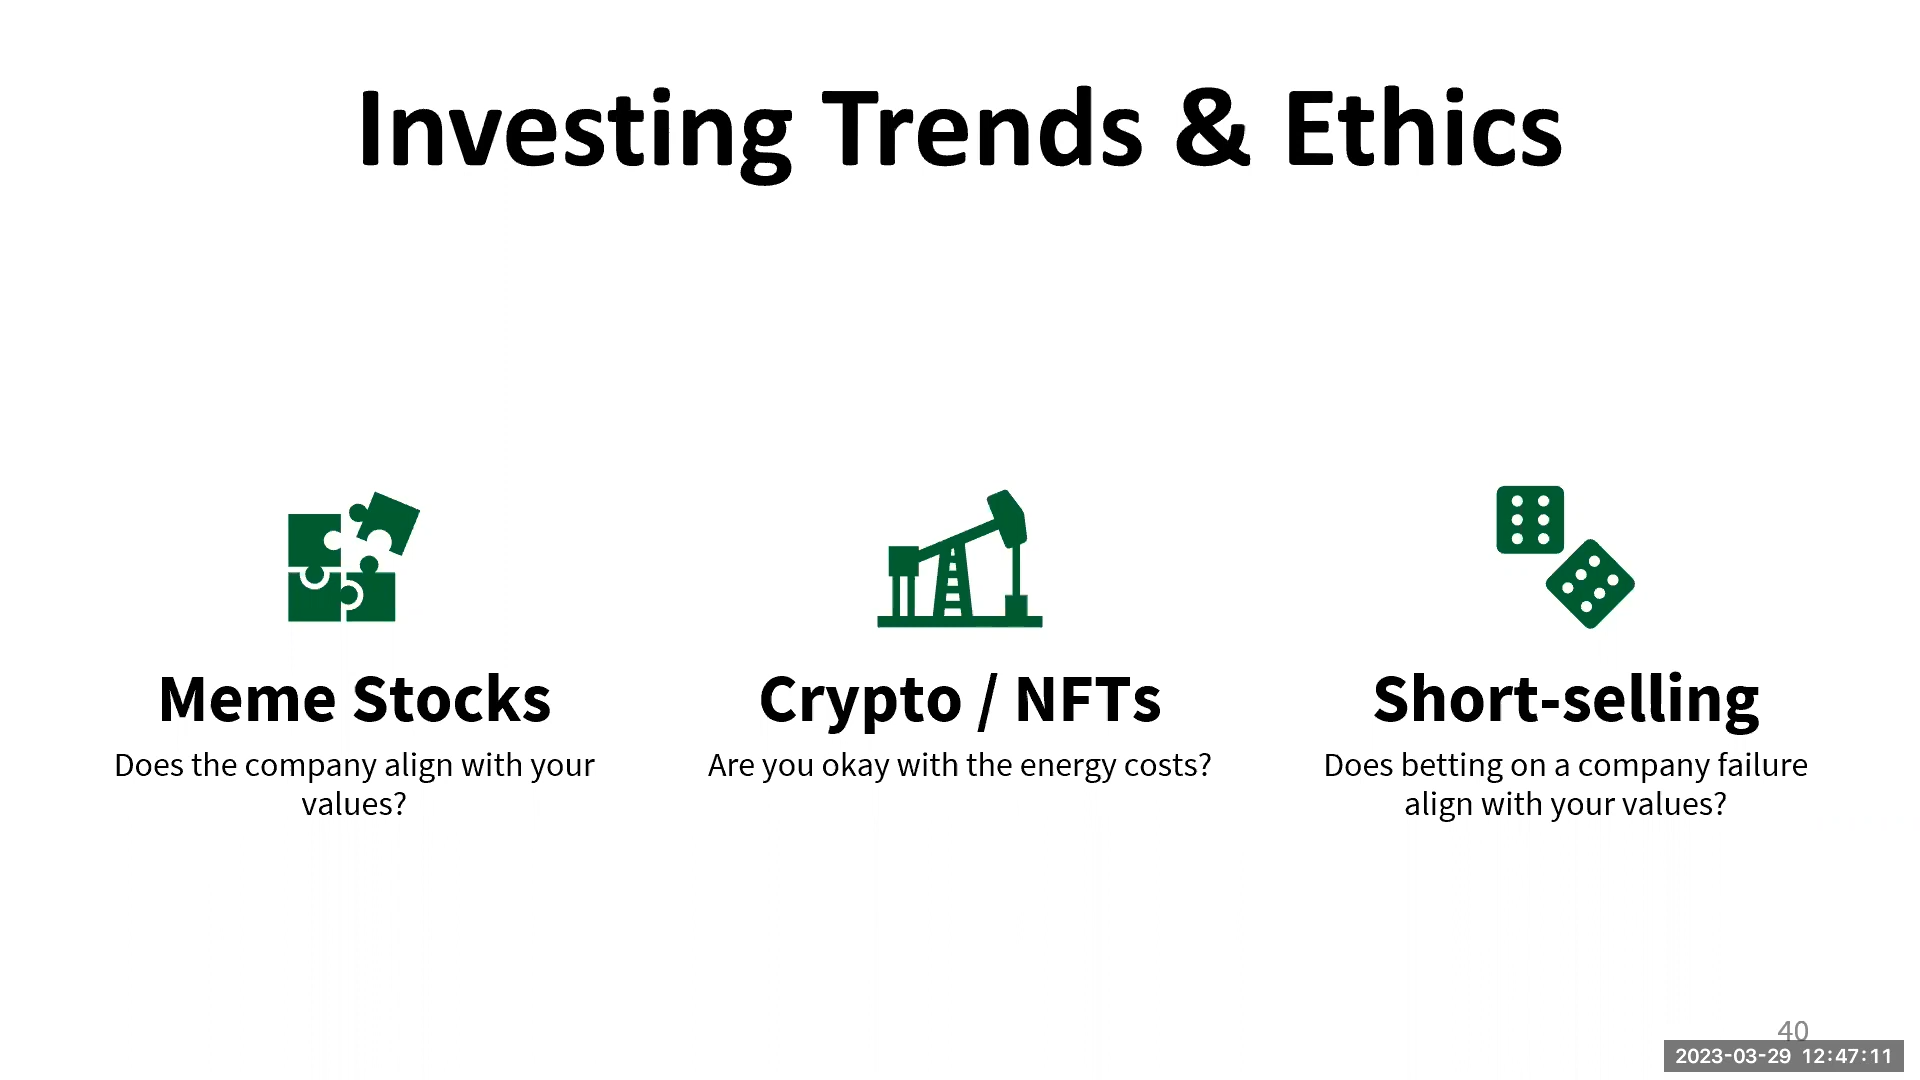 Investing Trends & Ethics
Meme Stocks
Does the company align with your
values?
Crypto / NFTs
Are you okay with the energy costs?
Short-selling
Does betting on a company failure
align with your values?
40
2023-03-29 12:47:11